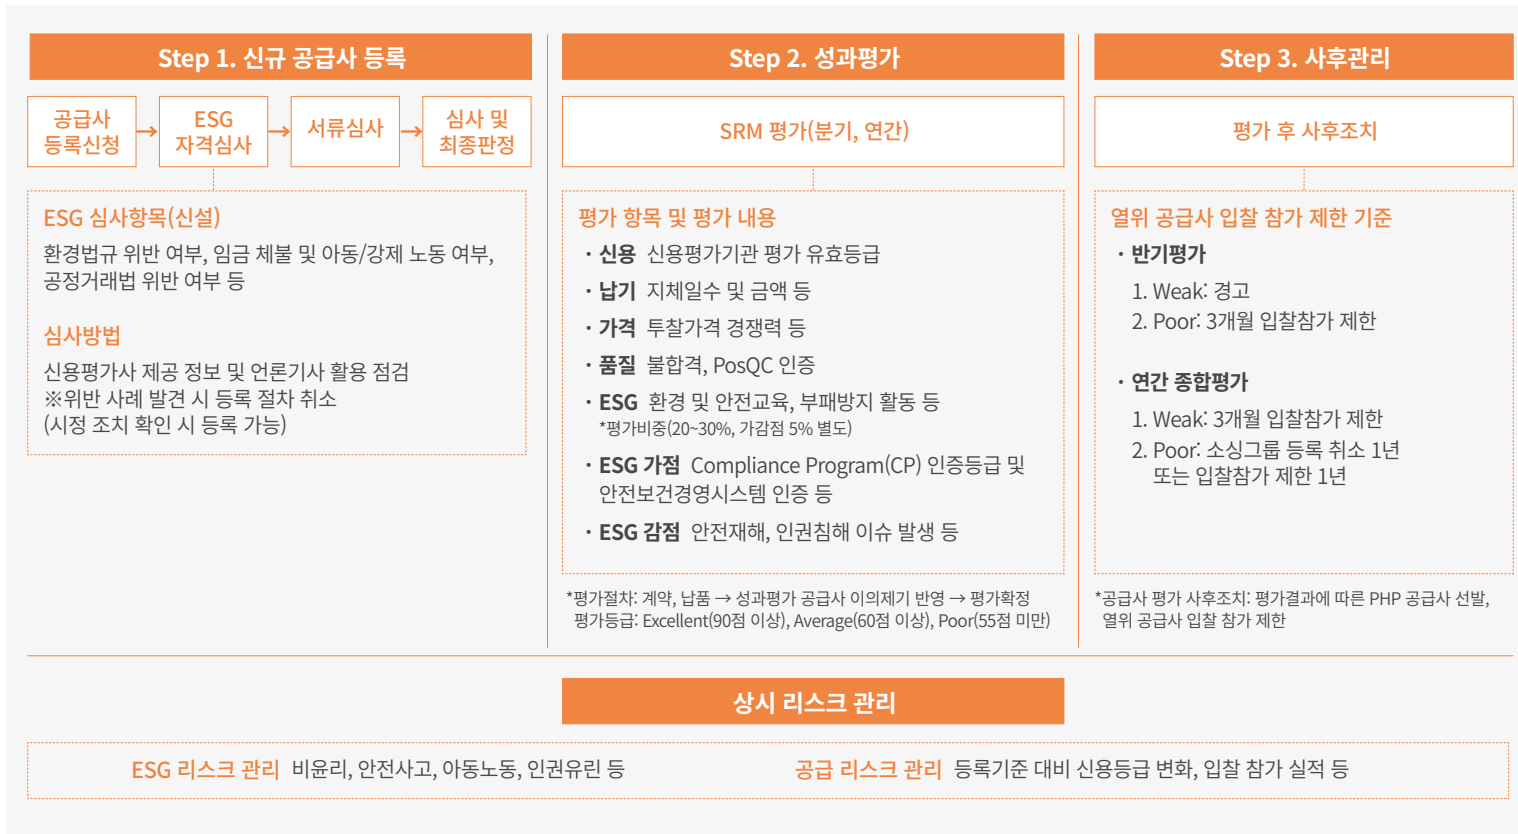 Step 1. 신규 공급사 등록
공급사
등록신청
→
ESG
자격심사
→
서류심사
→
심사 및
최종판정
ESG 심사항목(신설)
환경법규 위반 여부, 임금 체불 및 아동/강제 노동 여부,
공정거래법 위반 여부 등
심사방법
신용평가사 제공 정보 및 언론기사 활용 점검
※위반 사례 발견 시 등록 절차 취소
(시정 조치 확인 시 등록 가능)
Step 2. 성과평가
SRM 평가(분기, 연간)
평가 항목 및 평가 내용
· 신용 신용평가기관 평가 유효등급
· 납기 지체일수 및 금액 등
· 가격 투찰가격 경쟁력 등
· 품질 불합격, PosQC 인증
· ESG 환경 및 안전교육, 부패방지 활동 등
*평가비중(20~30%, 가감점 5% 별도)
· ESG 가점 Compliance Program(CP) 인증등급 및
안전보건경영시스템 인증 등
· ESG 감점 안전재해, 인권침해 이슈 발생 등
*평가절차: 계약, 납품 → 성과평가 공급사 이의제기 반영 → 평가확정
평가등급: Excellent(90점 이상), Average(60점 이상), Poor(55점 미만)
Step 3. 사후관리
평가 후 사후조치
열위 공급사 입찰 참가 제한 기준
· 반기평가
1. Weak: 경고
2. Poor: 3개월 입찰참가 제한
· 연간 종합평가
1. Weak: 3개월 입찰참가 제한
2. Poor: 소싱그룹 등록 취소 1년
또는 입찰참가 제한 1년
*공급사 평가 사후조치: 평가결과에 따른 PHP 공급사 선발,
열위 공급사 입찰 참가 제한
상시 리스크 관리
ESG 리스크 관리 비윤리, 안전사고, 아동노동, 인권유린 등
공급 리스크 관리 등록기준 대비 신용등급 변화, 입찰 참가 실적 등